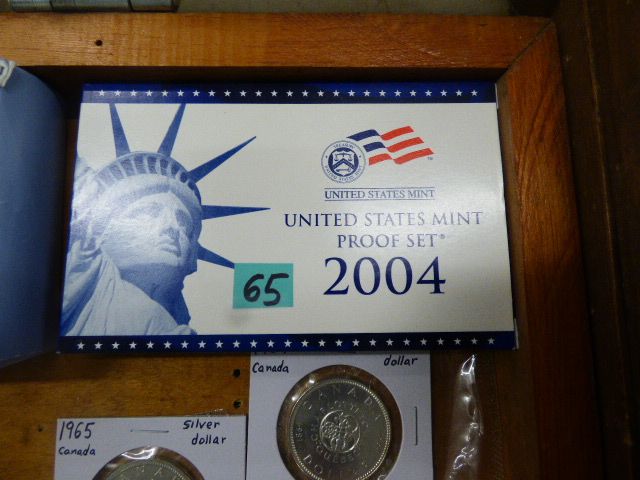 UNITED STATES MINT
UNITED STATES MINT
PROOF SET®
2004
65
Canada
dollar
1965
silver
dollar
Canada